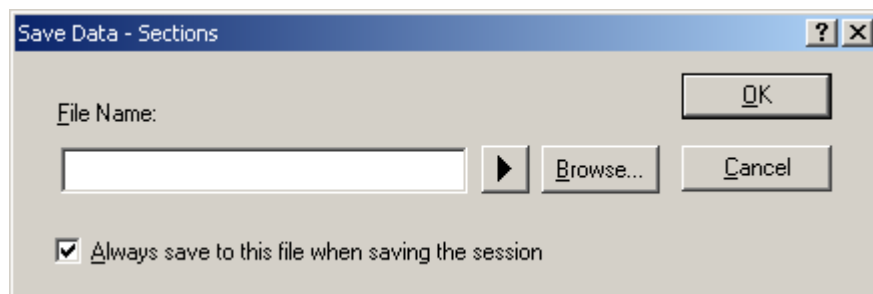 Save Data - Sections
OK
File Name:
Browse...
Cancel
Always save to this file when saving the session